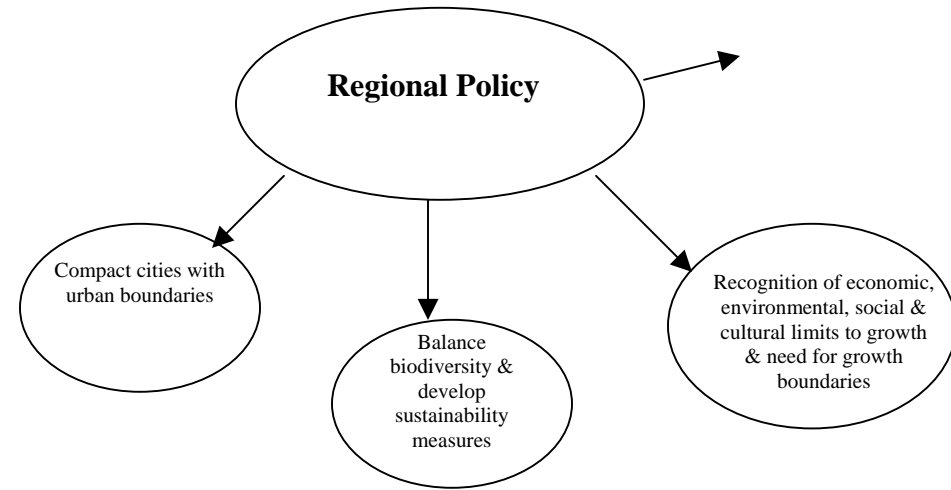 Regional Policy
Compact cities with
urban boundaries
Balance
biodiversity &
develop
sustainability
measures
Recognition of economic,
environmental, social &
cultural limits to growth
& need for growth
boundaries